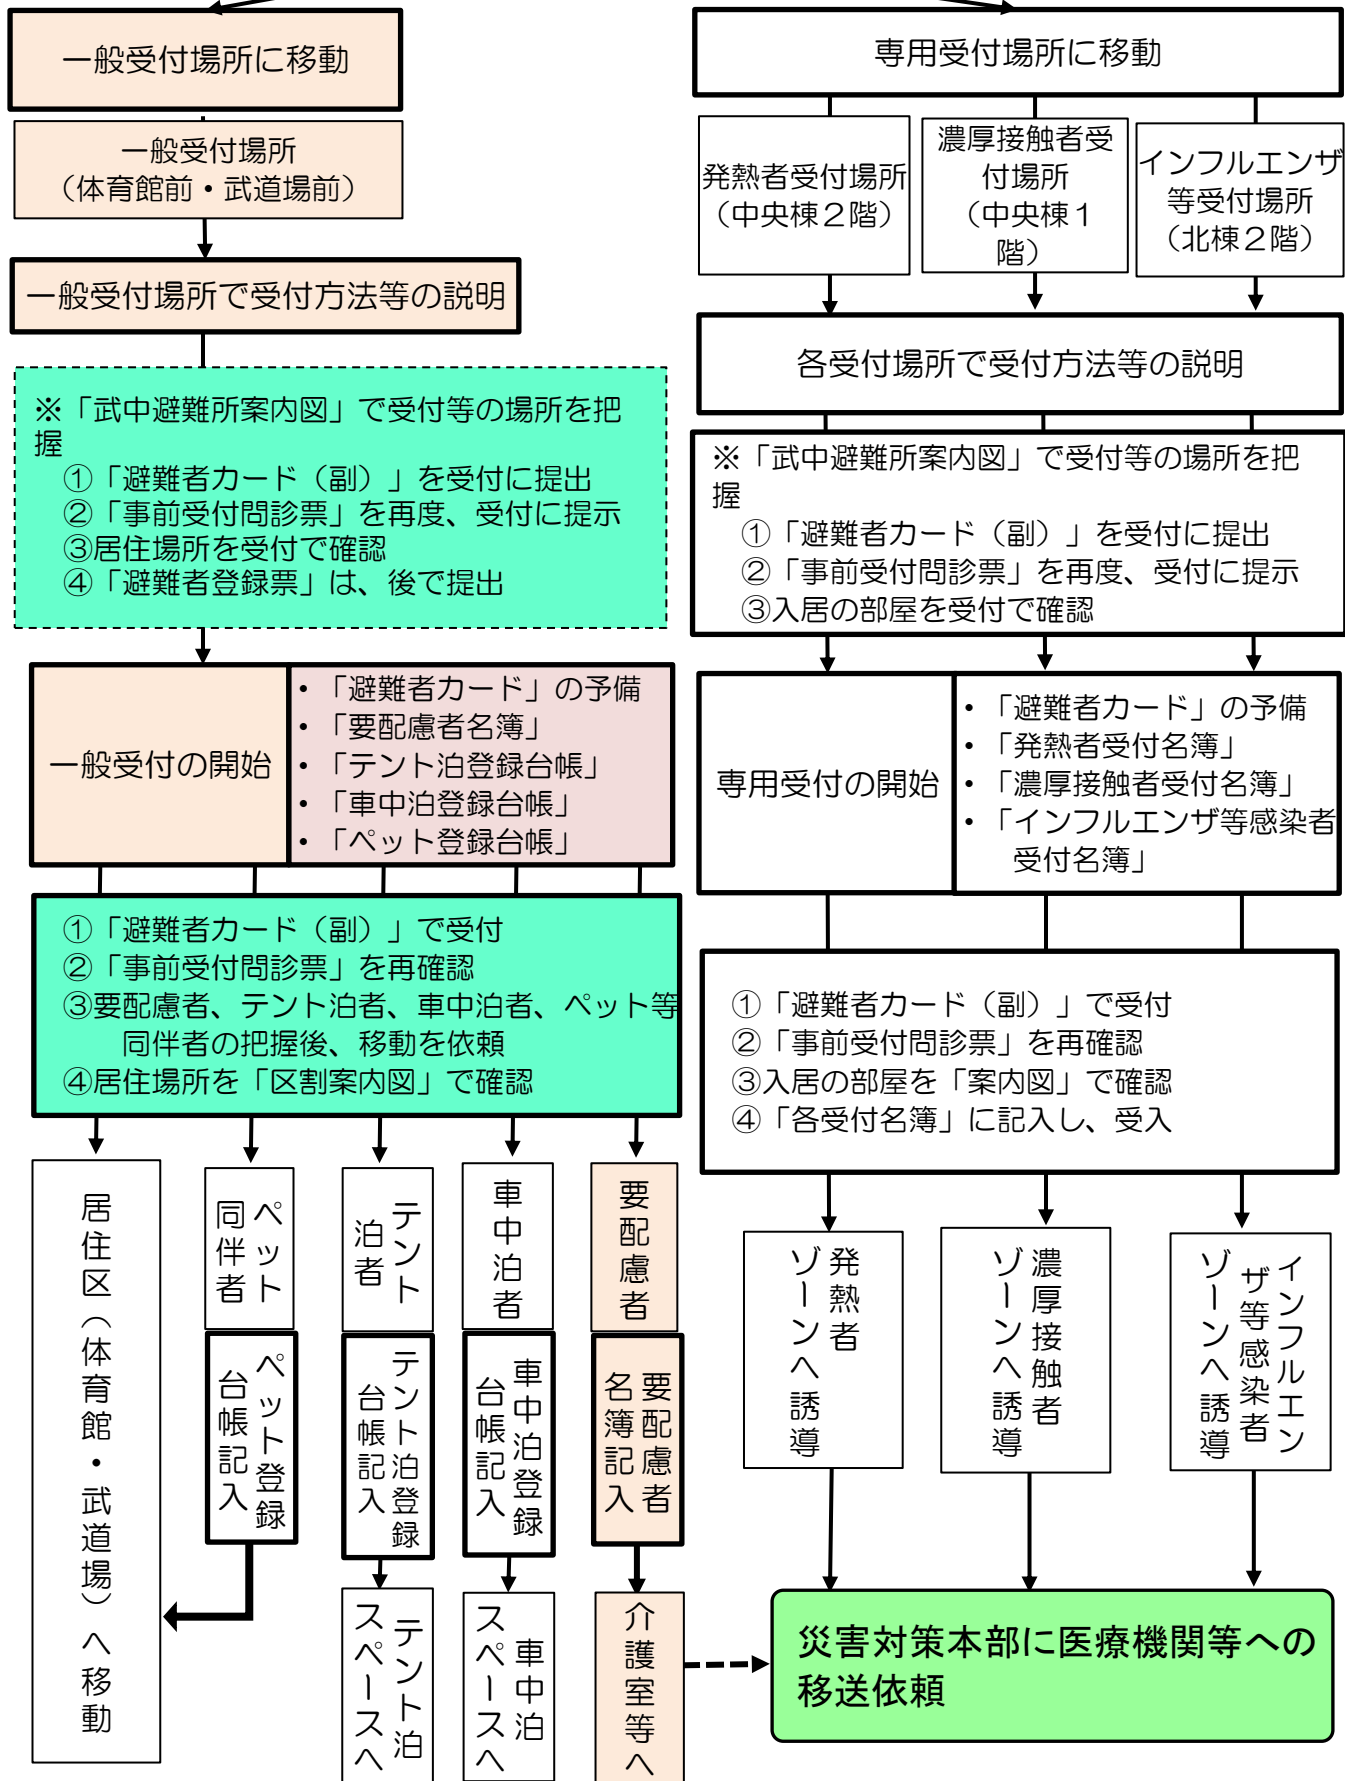 一般受付場所に移動
一般受付場所
（体育館前・武道場前）
一般受付場所で受付方法等の説明
※「武中避難所案内図」で受付等の場所を把
握
①「避難者カード（副）」を受付に提出
②「事前受付問診票」を再度、受付に提示
③居住場所を受付で確認
④「避難者登録票」は、後で提出
一般受付の開始
・「避難者カード」の予備
・「要配慮者名簿」
・「テント泊登録台帳」
・「車中泊登録台帳」
・「ペット登録台帳」
①「避難者カード（副）」で受付
②「事前受付問診票」を再確認
③要配慮者、テント泊者、車中泊者、ペット等
同伴者の把握後、移動を依頼
④居住場所を「区割案内図」で確認
居住区（体育館・武道場）へ移動
ペット
同伴者
ペット登録
台帳記入
テント
泊者
テント泊登録
台帳記入
テント泊
スペースへ
車中泊者
車中泊登録
台帳記入
車中泊
スペースへ
要配慮者
要配慮者
名簿記入
介護室等へ
専用受付場所に移動
発熱者受付場所
（中央棟２階）
濃厚接触者受
付場所
（中央棟１
階）
インフルエンザ
等受付場所
（北棟２階）
各受付場所で受付方法等の説明
※「武中避難所案内図」で受付等の場所を把
握
①「避難者カード（副）」を受付に提出
②「事前受付問診票」を再度、受付に提示
③入居の部屋を受付で確認
専用受付の開始
・「避難者カード」の予備
・「発熱者受付名簿」
・「濃厚接触者受付名簿」
・「インフルエンザ等感染者
受付名簿」
①「避難者カード（副）」で受付
②「事前受付問診票」を再確認
③入居の部屋を「案内図」で確認
④「各受付名簿」に記入し、受入
発熱者
ゾーンへ誘導
濃厚接触者
ゾーンへ誘導
インフルエン
ザ等感染者
ゾーンへ誘導
災害対策本部に医療機関等への
移送依頼